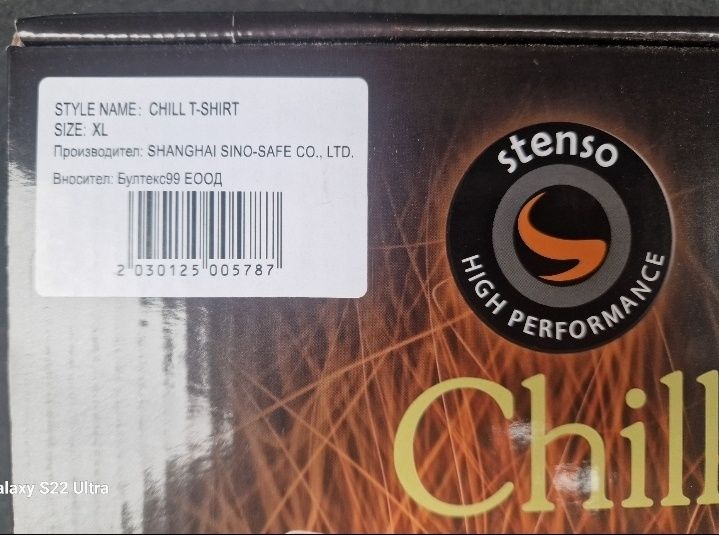 STYLE NAME: CHILL T-SHIRT
SIZE: XL
Производител: SHANGHAI SINO-SAFE CO., LTD.
Вносител: Бултекс99 ЕООД
2 030125 005787
stenso
HIGH PERFORMANCE
Chill
alaxy S22 Ultra